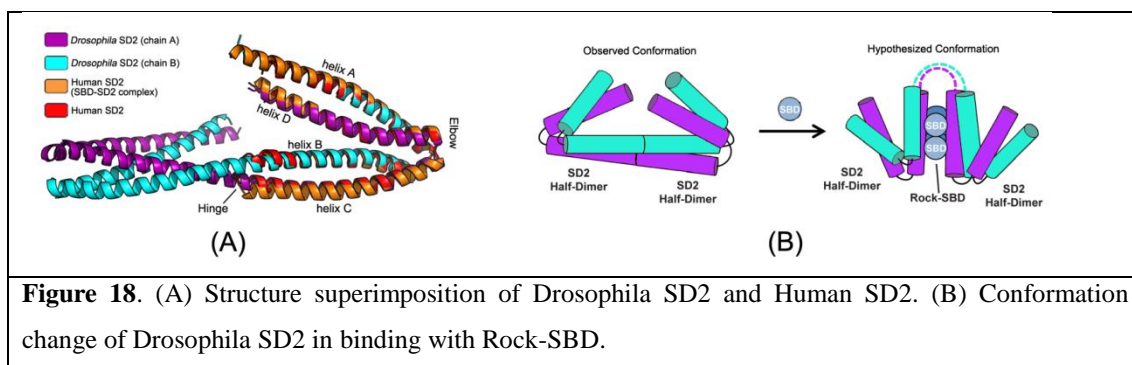 Drosophila SD2 (chain A)
Drosophila SD2 (chain B)
Human SD2
(SBD-SD2 complex)
Human SD2
helix A
helix D
helix B
helix C
Hinge
Elbow
(A)
Observed Conformation
SD2
Half-Dimer
SD2
Half-Dimer
SBD
Hypothesized Conformation
SBD
SBD
SD2
Half-Dimer
Rock-SBD
SD2
Half-Dimer
(B)
Figure 18. (A) Structure superimposition of Drosophila SD2 and Human SD2. (B) Conformation
change of Drosophila SD2 in binding with Rock-SBD.